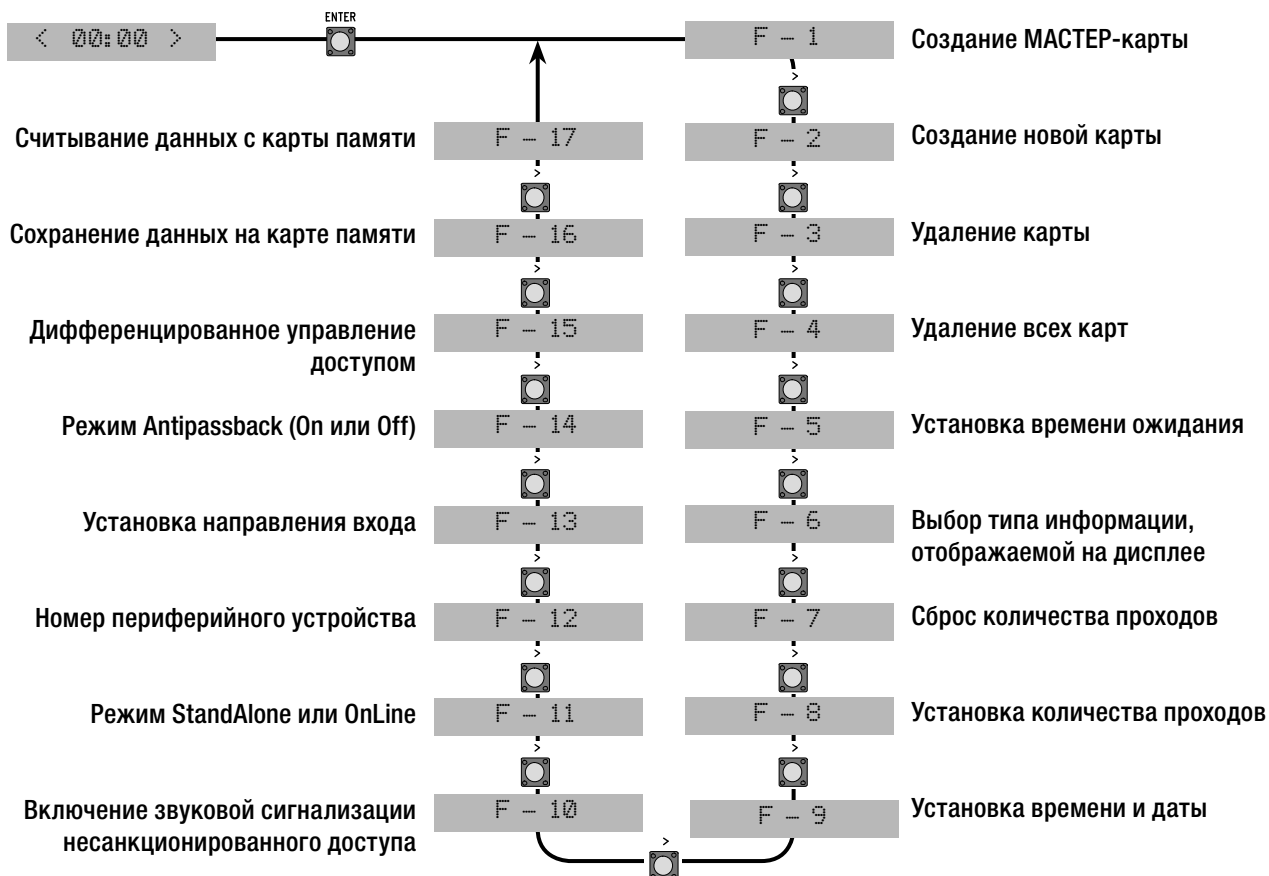 ENTER
< 00:00 >
F – 1
Создание МАСТЕР-карты
>
Считывание данных с карты памяти
F – 17
F – 2
Создание новой карты
>
>
Сохранение данных на карте памяти
F – 16
F – 3
Удаление карты
>
>
Дифференцированное управление
доступом
F – 15
F – 4
Удаление всех карт
>
>
Режим Antipassback (On или Off)
F – 14
F – 5
Установка времени ожидания
>
>
Установка направления входа
F – 13
F – 6
Выбор типа информации,
отображаемой на дисплее
>
>
Номер периферийного устройства
F – 12
F – 7
Сброс количества проходов
>
>
Режим StandAlone или OnLine
F – 11
F – 8
Установка количества проходов
>
>
Включение звуковой сигнализации
несанкционированного доступа
F – 10
F – 9
Установка времени и даты
>